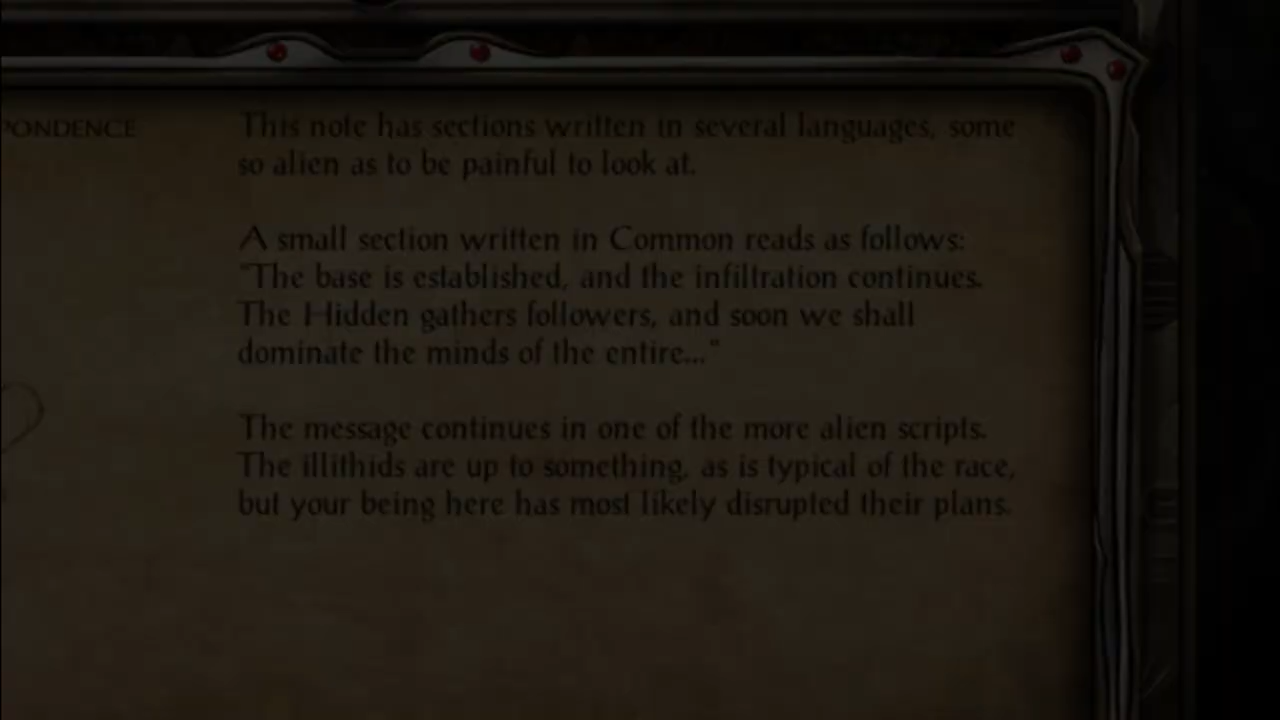 PONDENCE
This note has sections written in several languages, some
so alien as to be painful to look at.
A small section written in Common reads as follows:
"The base is established, and the infiltration continues.
The Hidden gathers followers, and soon we shall
dominate the minds of the entire..."
The message continues in one of the more alien scripts.
The illithids are up to something, as is typical of the race,
but your being here has most likely disrupted their plans.